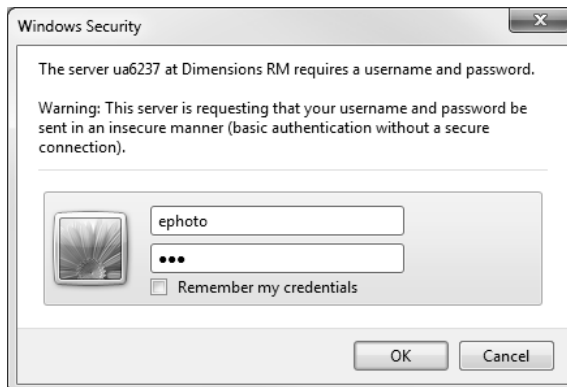 Windows Security
The server ua6237 at Dimensions RM requires a username and password.
Warning: This server is requesting that your username and password be
sent in an insecure manner (basic authentication without a secure
connection).
ephoto
•••
Remember my credentials
OK
Cancel